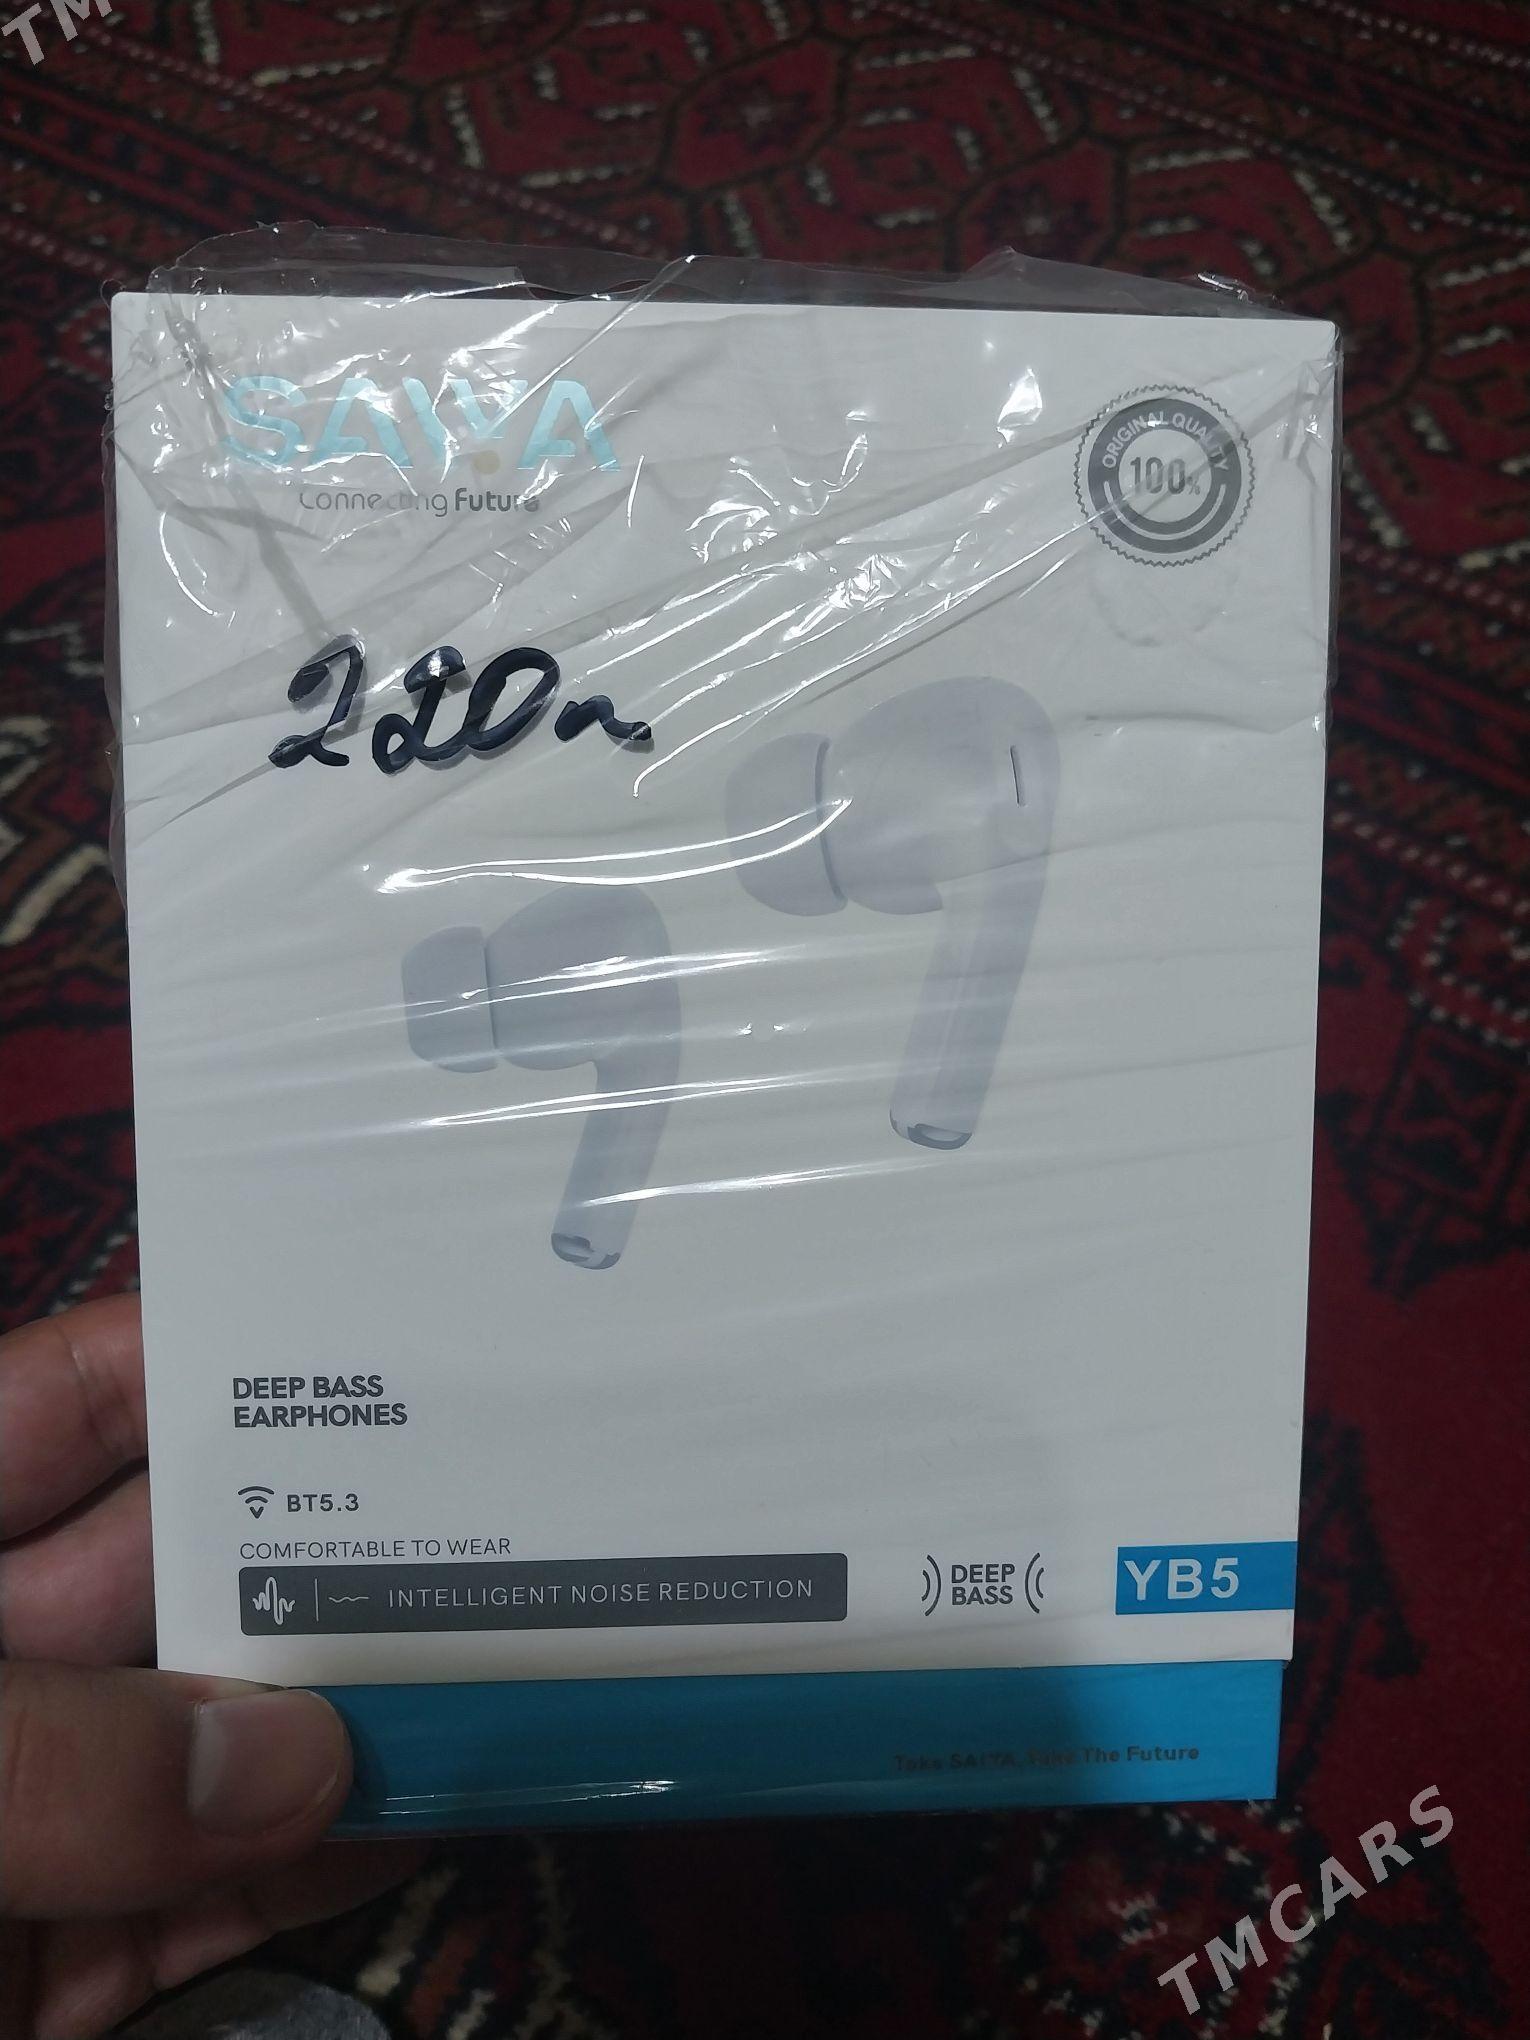 TM
SAIYA
Connecting Future
ORIGINAL QUALITY
100%
220м
DEEP BASS
EARPHONES
BT5.3
COMFORTABLE TO WEAR
INTELLIGENT NOISE REDUCTION
DEEP
BASS
YB5
Take SAIYA, Take The Future
TMCARS